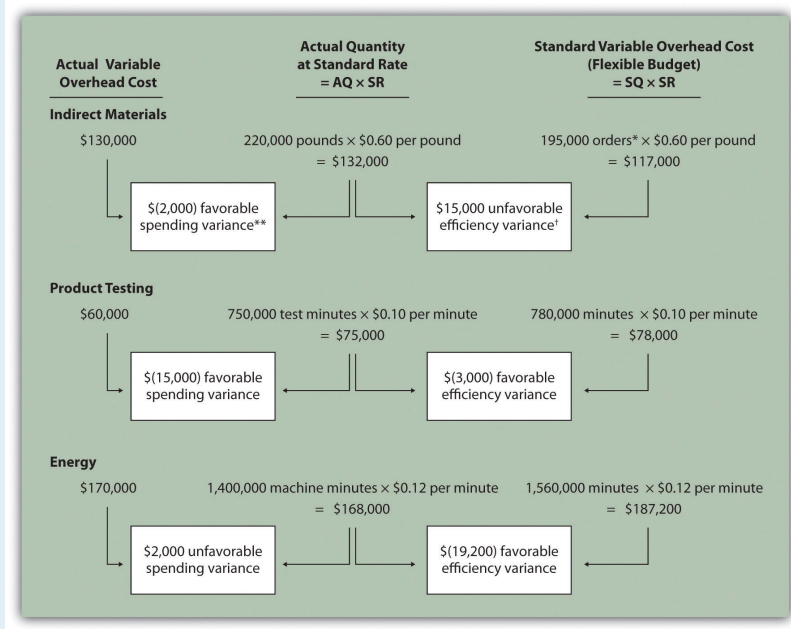 Actual Variable
Overhead Cost
Actual Quantity
at Standard Rate
= AQ × SR
Standard Variable Overhead Cost
(Flexible Budget)
= SQ × SR
Indirect Materials
$130,000
220,000 pounds × $0.60 per pound
= $132,000
195,000 orders* × $0.60 per pound
= $117,000
$(2,000) favorable
spending variance**
$15,000 unfavorable
efficiency variance†
Product Testing
$60,000
750,000 test minutes × $0.10 per minute
= $75,000
780,000 minutes × $0.10 per minute
= $78,000
$(15,000) favorable
spending variance
$(3,000) favorable
efficiency variance
Energy
$170,000
1,400,000 machine minutes × $0.12 per minute
= $168,000
1,560,000 minutes × $0.12 per minute
= $187,200
$2,000 unfavorable
spending variance
$(19,200) favorable
efficiency variance